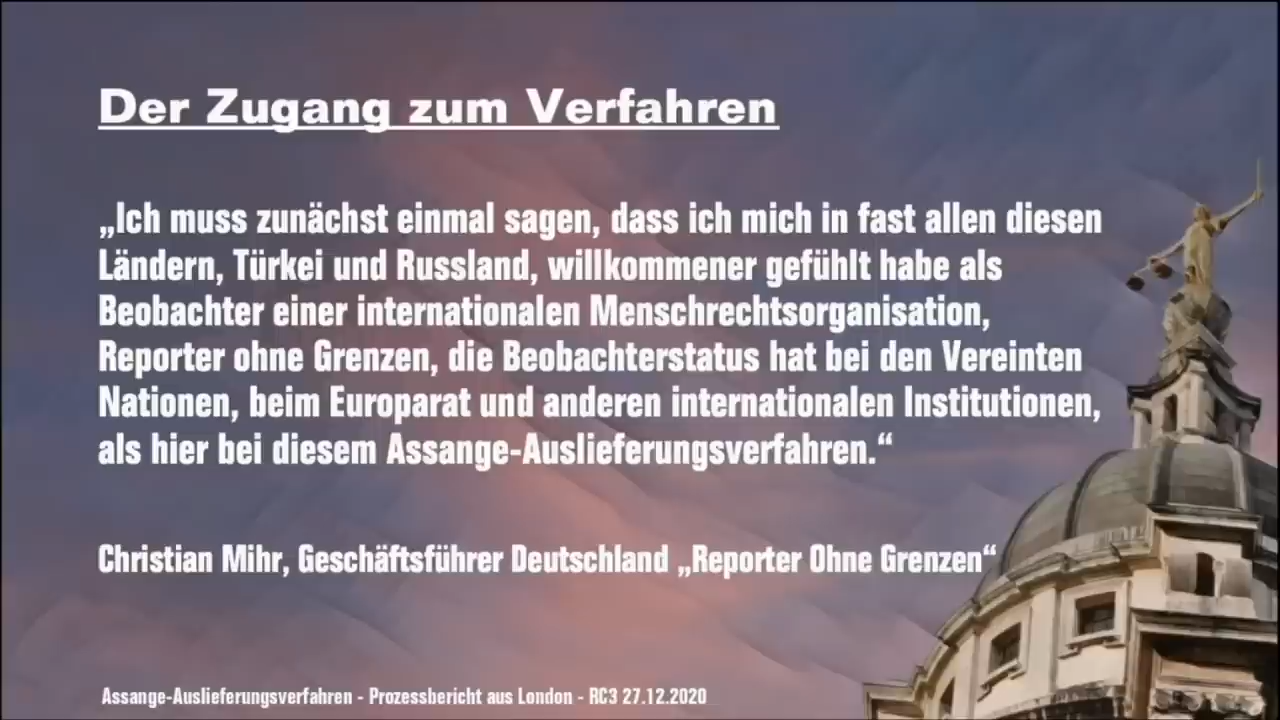 Der Zugang zum Verfahren
„Ich muss zunächst einmal sagen, dass ich mich in fast allen diesen
Ländern, Türkei und Russland, willkommener gefühlt habe als
Beobachter einer internationalen Menschrechtsorganisation,
Reporter ohne Grenzen, die Beobachterstatus hat bei den Vereinten
Nationen, beim Europarat und anderen internationalen Institutionen,
als hier bei diesem Assange-Auslieferungsverfahren.“
Christian Mihr, Geschäftsführer Deutschland „Reporter Ohne Grenzen“
Assange-Auslieferungsverfahren - Prozessbericht aus London - RC3 27.12.2020